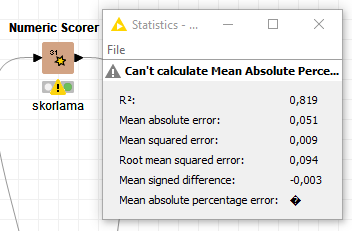 Numeric Scorer
31
skorlama
Statistics - ...
File
Can't calculate Mean Absolute Perce...
R²: 0,819
Mean absolute error: 0,051
Mean squared error: 0,009
Root mean squared error: 0,094
Mean signed difference: -0,003
Mean absolute percentage error: �